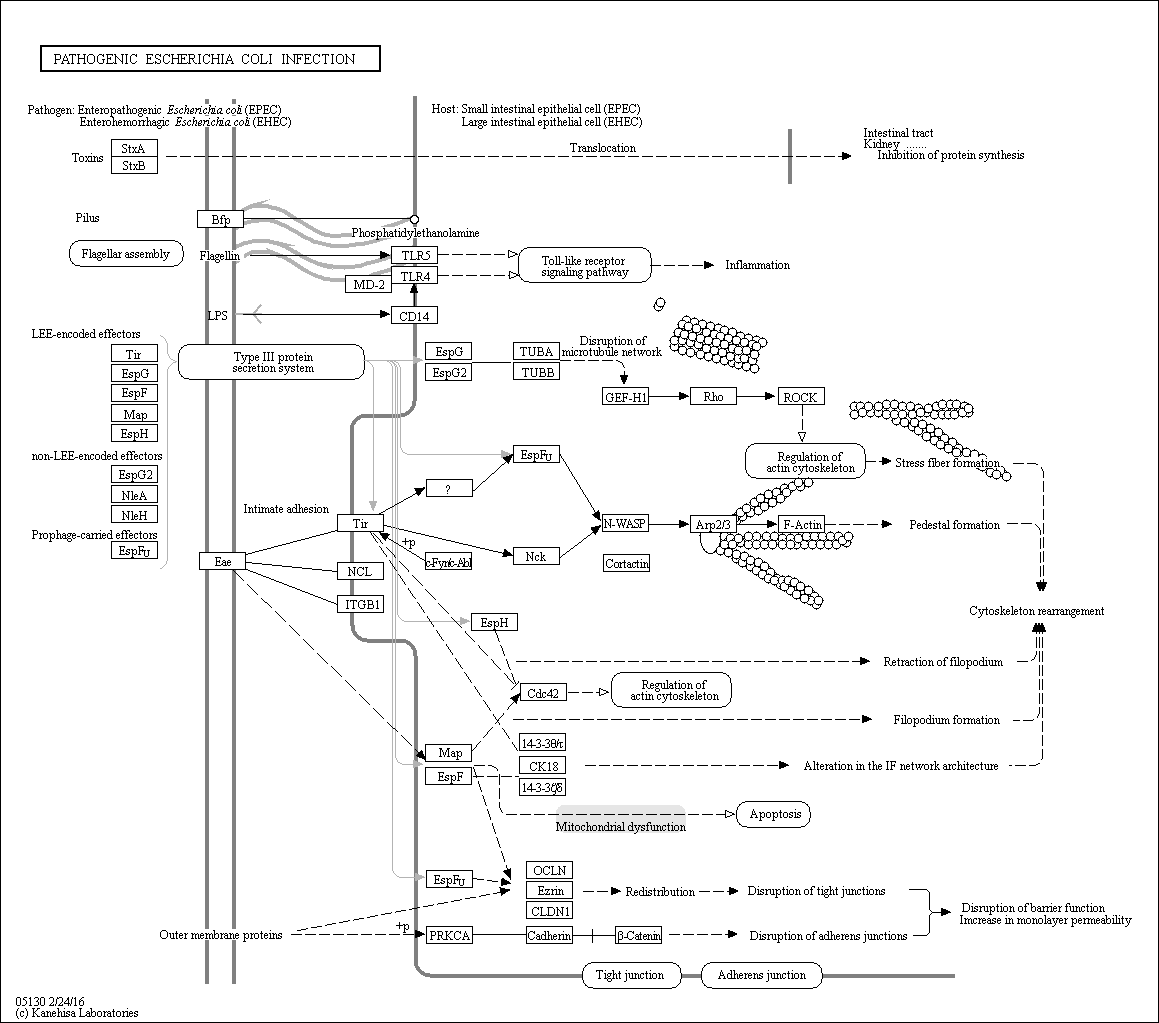 PATHOGENIC ESCHERICHIA COLI INFECTION
Pathogen: Enteropathogenic Escherichia coli (EPEC)
Enterohemorrhagic Escherichia coli (EHEC)
Host: Small intestinal epithelial cell (EPEC)
Large intestinal epithelial cell (EHEC)
Toxins
StxA
StxB
Translocation
Intestinal tract
Kidney .......
Inhibition of protein synthesis
Pilus
Bfp
Phosphatidylethanolamine
Flagellar assembly
Flagellin
TLR5
TLR4
MD-2
Toll-like receptor
signaling pathway
Inflammation
LPS
CD14
LEE-encoded effectors
Tir
EspG
EspF
Map
EspH
non-LEE-encoded effectors
EspG2
NleA
NleH
Prophage-carried effectors
EspFU
Type III protein
secretion system
EspG
EspG2
TUBA
TUBB
Disruption of
microtubule network
GEF-H1
Rho
ROCK
Regulation of
actin cytoskeleton
Stress fiber formation
EspFU
?
Intimate adhesion
Tir
+p
c-Fyn/c-Abl
Nck
N-WASP
Cortactin
Arp2/3
F-Actin
Pedestal formation
Eae
NCL
ITGB1
Cytoskeleton rearrangement
EspH
Retraction of filopodium
Cdc42
Regulation of
actin cytoskeleton
Filopodium formation
Map
EspF
14-3-3θ/τ
CK18
14-3-3ζ/δ
Alteration in the IF network architecture
Mitochondrial dysfunction
Apoptosis
EspFU
OCLN
Ezrin
CLDN1
Redistribution
Disruption of tight junctions
Outer membrane proteins
+p
PRKCA
Cadherin
β-Catenin
Disruption of adherens junctions
Disruption of barrier function
Increase in monolayer permeability
Tight junction
Adherens junction
05130 2/24/16
(c) Kanehisa Laboratories